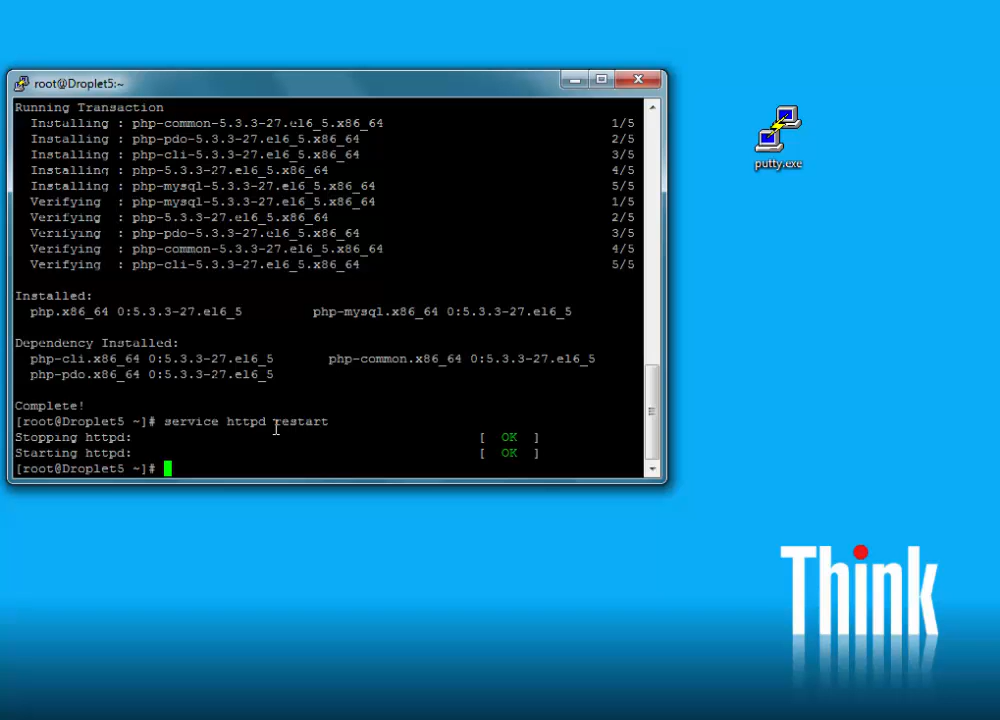 root@Droplet5:~
Running Transaction
Installing : php-common-5.3.3-27.el6_5.x86_64 1/5
Installing : php-pdo-5.3.3-27.el6_5.x86_64 2/5
Installing : php-cli-5.3.3-27.el6_5.x86_64 3/5
Installing : php-5.3.3-27.el6_5.x86_64 4/5
Installing : php-mysql-5.3.3-27.el6_5.x86_64 5/5
Verifying : php-mysql-5.3.3-27.el6_5.x86_64 1/5
Verifying : php-5.3.3-27.el6_5.x86_64 2/5
Verifying : php-pdo-5.3.3-27.el6_5.x86_64 3/5
Verifying : php-common-5.3.3-27.el6_5.x86_64 4/5
Verifying : php-cli-5.3.3-27.el6_5.x86_64 5/5
Installed:
php.x86_64 0:5.3.3-27.el6_5 php-mysql.x86_64 0:5.3.3-27.el6_5
Dependency Installed:
php-cli.x86_64 0:5.3.3-27.el6_5 php-common.x86_64 0:5.3.3-27.el6_5
php-pdo.x86_64 0:5.3.3-27.el6_5
Complete!
[root@Droplet5 ~]# service httpd restart
Stopping httpd: [ OK ]
Starting httpd: [ OK ]
[root@Droplet5 ~]#
putty.exe
Think